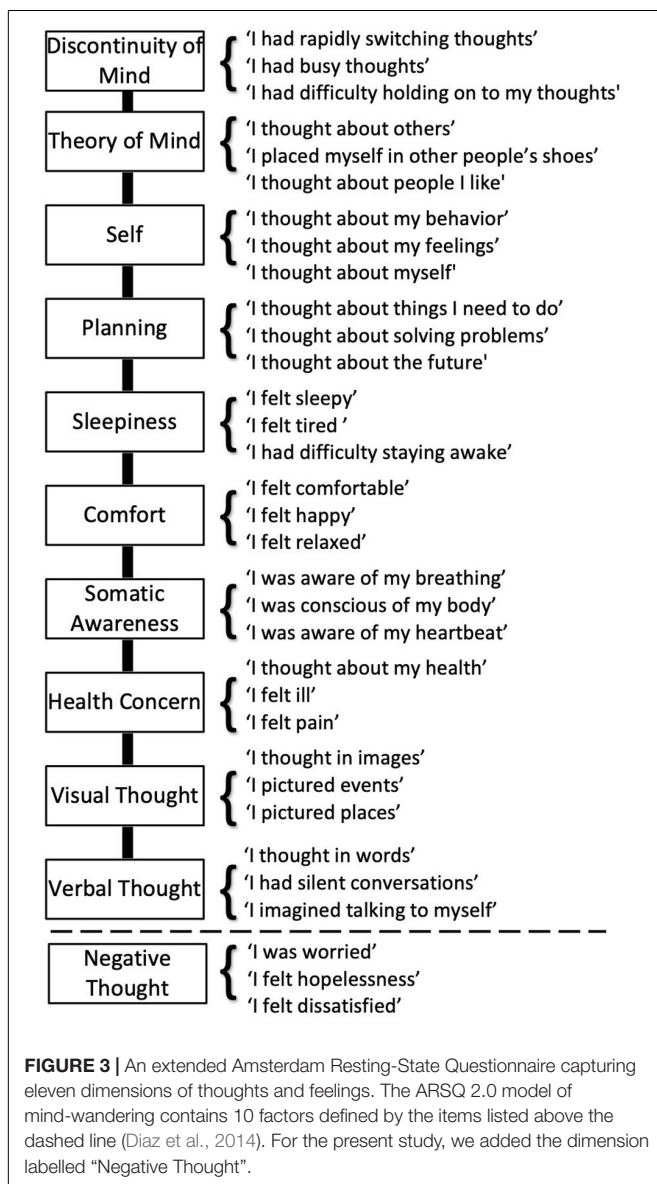 Discontinuity of
Mind
‘I had rapidly switching thoughts’
‘I had busy thoughts’
‘I had difficulty holding on to my thoughts'
Theory of Mind
‘I thought about others’
‘I placed myself in other people’s shoes’
‘I thought about people I like'
Self
‘I thought about my behavior’
‘I thought about my feelings’
‘I thought about myself'
Planning
‘I thought about things I need to do’
‘I thought about solving problems’
‘I thought about the future'
Sleepiness
‘I felt sleepy’
‘I felt tired ’
‘I had difficulty staying awake’
Comfort
‘I felt comfortable’
‘I felt happy’
‘I felt relaxed’
Somatic
Awareness
‘I was aware of my breathing’
‘I was conscious of my body’
‘I was aware of my heartbeat’
Health Concern
‘I thought about my health’
‘I felt ill’
‘I felt pain’
Visual Thought
‘I thought in images’
‘I pictured events’
‘I pictured places’
Verbal Thought
‘I thought in words’
‘I had silent conversations’
‘I imagined talking to myself’
Negative
Thought
‘I was worried’
‘I felt hopelessness’
‘I felt dissatisfied’
FIGURE 3 | An extended Amsterdam Resting-State Questionnaire capturing
eleven dimensions of thoughts and feelings. The ARSQ 2.0 model of
mind-wandering contains 10 factors defined by the items listed above the
dashed line (Diaz et al., 2014). For the present study, we added the dimension
labelled “Negative Thought”.